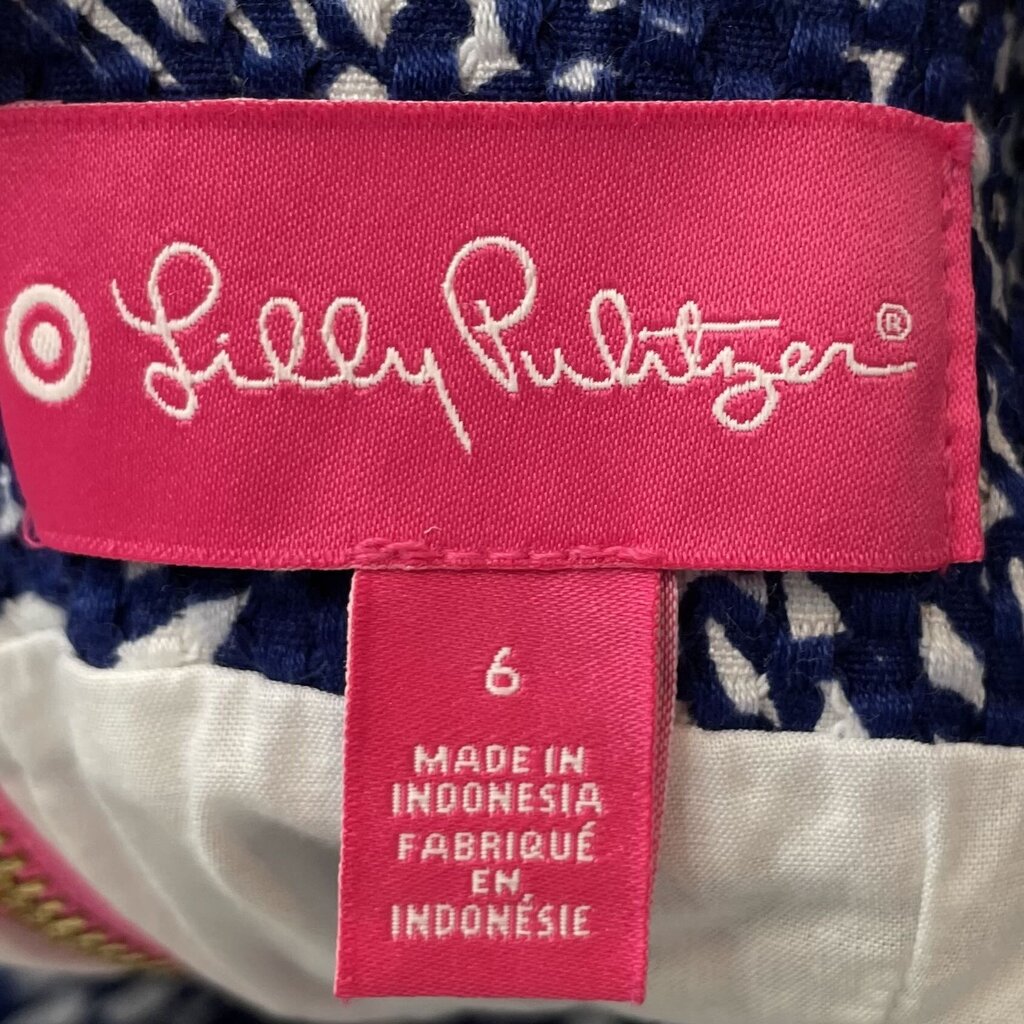 Lilly Pulitzer®
6
MADE IN
INDONESIA
FABRIQUÉ
EN
INDONÉSIE